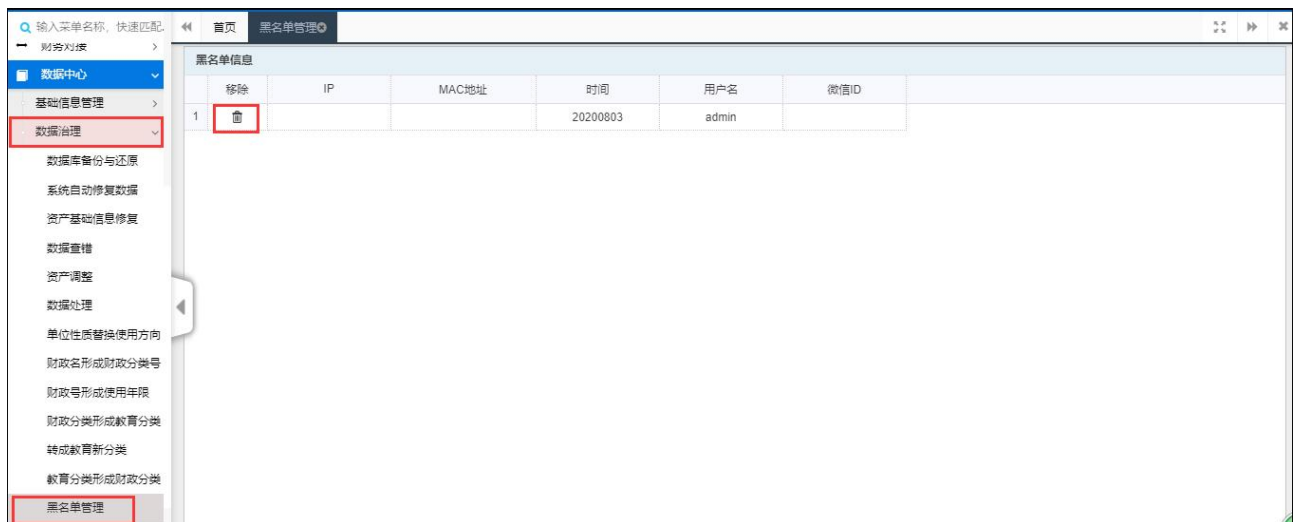 输入菜单名称，快速匹配.
首页
黑名单管理
财务对接
数据中心
基础信息管理
数据治理
数据库备份与还原
系统自动修复数据
资产基础信息修复
数据查错
资产调整
数据处理
单位性质替换使用方向
财政名形成财政分类号
财政号形成使用年限
财政分类形成教育分类
转成教育新分类
教育分类形成财政分类
黑名单管理
黑名单信息
移除 IP MAC地址 时间 用户名 微信ID
1 20200803 admin